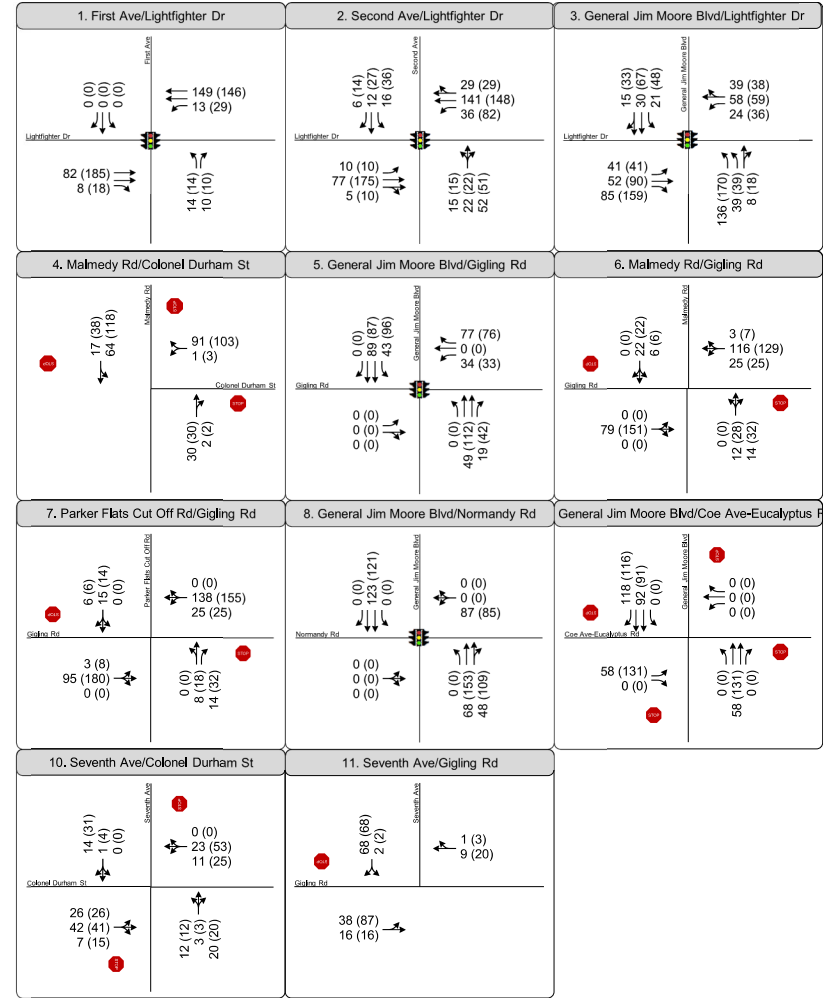 1. First Ave/Lightfighter Dr
First Ave
0 (0)
0 (0)
0 (0)
149 (146)
13 (29)
Lightfighter Dr
82 (185)
8 (18)
14 (14)
10 (10)
2. Second Ave/Lightfighter Dr
Second Ave
6 (14)
12 (27)
16 (36)
29 (29)
141 (148)
36 (82)
Lightfighter Dr
10 (10)
77 (175)
5 (10)
15 (15)
22 (22)
52 (51)
3. General Jim Moore Blvd/Lightfighter Dr
General Jim Moore Blvd
15 (33)
30 (67)
21 (48)
39 (38)
58 (59)
24 (36)
Lightfighter Dr
41 (41)
52 (90)
85 (159)
136 (170)
39 (39)
8 (18)
4. Malmedy Rd/Colonel Durham St
Malmedy Rd
STOP
17 (38)
64 (118)
91 (103)
1 (3)
STOP
Colonel Durham St
STOP
30 (30)
2 (2)
5. General Jim Moore Blvd/Gigling Rd
General Jim Moore Blvd
0 (0)
89 (87)
43 (96)
77 (76)
0 (0)
34 (33)
Gigling Rd
0 (0)
0 (0)
0 (0)
0 (0)
49 (112)
19 (42)
6. Malmedy Rd/Gigling Rd
Malmedy Rd
0 (0)
22 (22)
6 (6)
3 (7)
116 (129)
25 (25)
STOP
Gigling Rd
STOP
0 (0)
79 (151)
0 (0)
0 (0)
12 (28)
14 (32)
7. Parker Flats Cut Off Rd/Gigling Rd
Parker Flats Cut Off Rd
6 (6)
15 (14)
0 (0)
0 (0)
138 (155)
25 (25)
STOP
Gigling Rd
STOP
3 (8)
95 (180)
0 (0)
0 (0)
8 (18)
14 (32)
8. General Jim Moore Blvd/Normandy Rd
General Jim Moore Blvd
0 (0)
123 (121)
0 (0)
0 (0)
0 (0)
87 (85)
Normandy Rd
0 (0)
0 (0)
0 (0)
0 (0)
68 (153)
48 (109)
General Jim Moore Blvd/Coe Ave-Eucalyptus
General Jim Moore Blvd
STOP
118 (116)
92 (91)
0 (0)
0 (0)
0 (0)
0 (0)
STOP
Coe Ave-Eucalyptus Rd
STOP
58 (131)
0 (0)
0 (0)
58 (131)
0 (0)
STOP
10. Seventh Ave/Colonel Durham St
Seventh Ave
STOP
14 (31)
1 (4)
0 (0)
0 (0)
23 (53)
11 (25)
Colonel Durham St
26 (26)
42 (41)
7 (15)
12 (12)
3 (3)
20 (20)
STOP
11. Seventh Ave/Gigling Rd
Seventh Ave
68 (68)
2 (2)
1 (3)
9 (20)
STOP
Gigling Rd
38 (87)
16 (16)